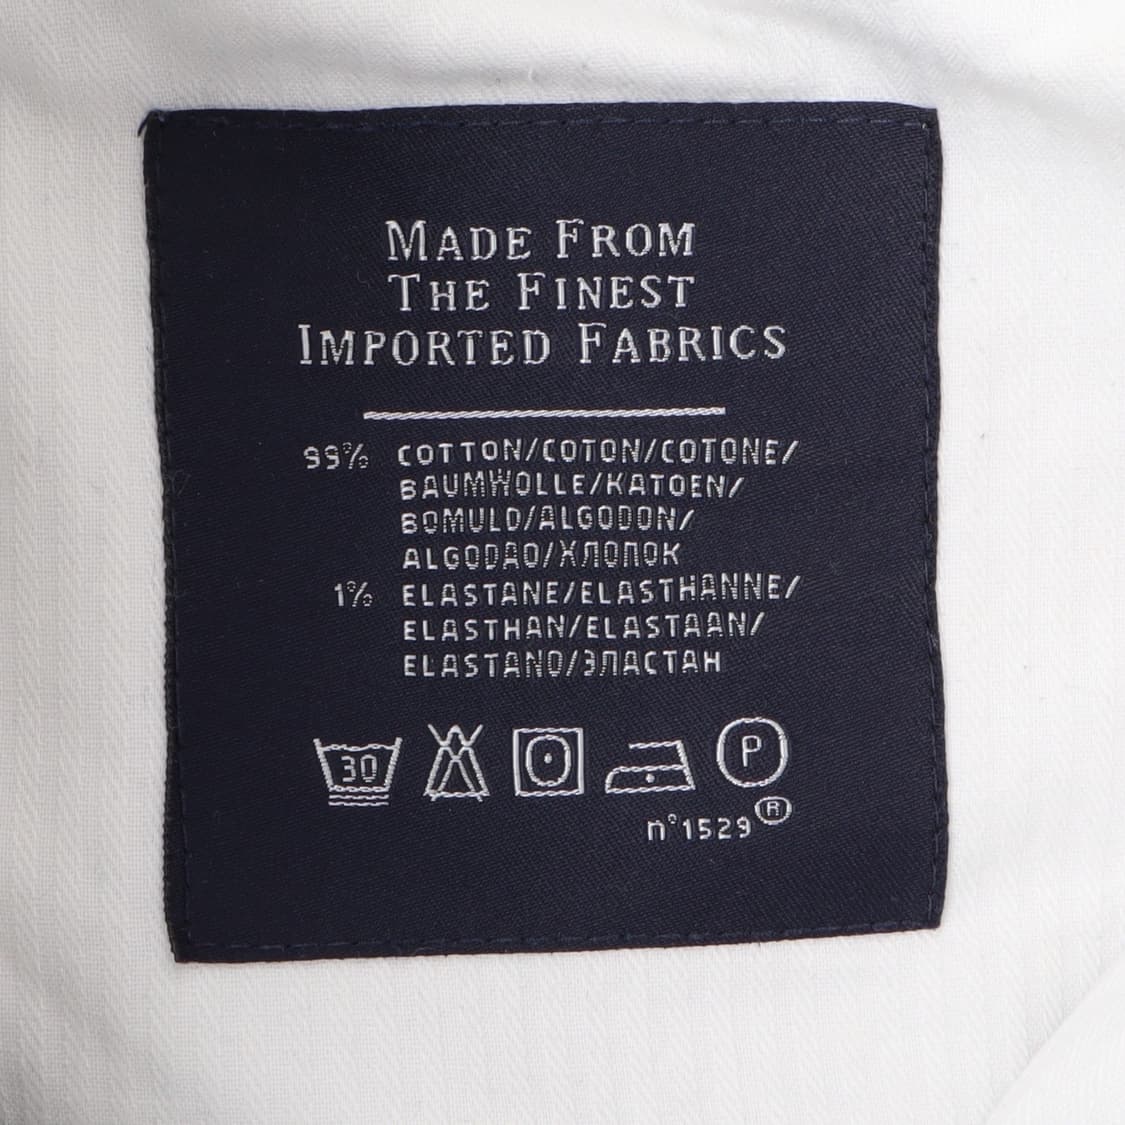 MADE FROM
THE FINEST
IMPORTED FABRICS
99% COTTON/COTON/COTONE/
BAUMWOLLE/KATOEN/
BOMULD/ALGODON/
ALGODAO/ХЛОПОК
1% ELASTANE/ELASTHANNE/
ELASTHAN/ELASTAAN/
ELASTANO/ЭЛАСТАН
30 P
n°1529 ®